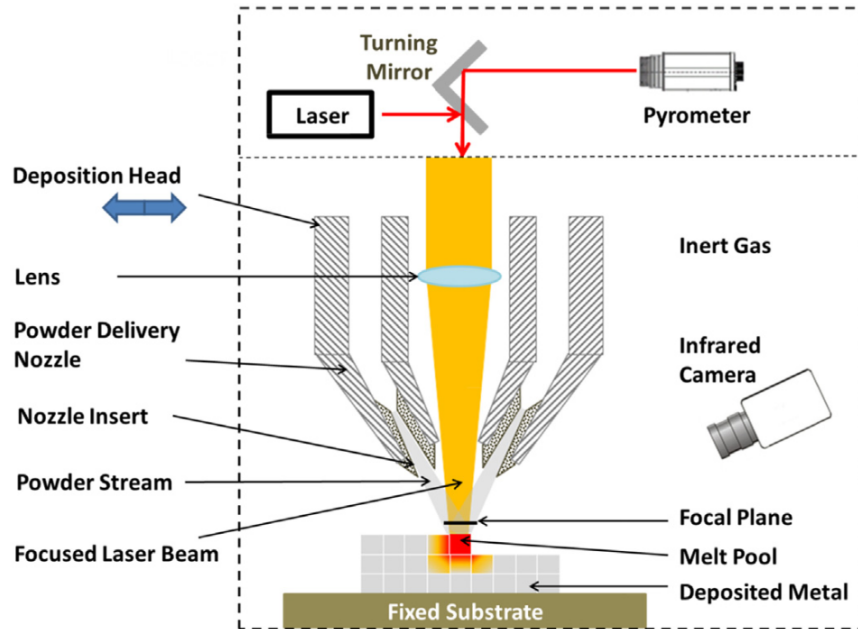 Turning
Mirror
Laser
Pyrometer
Deposition Head
Inert Gas
Lens
Powder Delivery
Nozzle
Infrared
Camera
Nozzle Insert
Powder Stream
Focal Plane
Focused Laser Beam
Melt Pool
Deposited Metal
Fixed Substrate